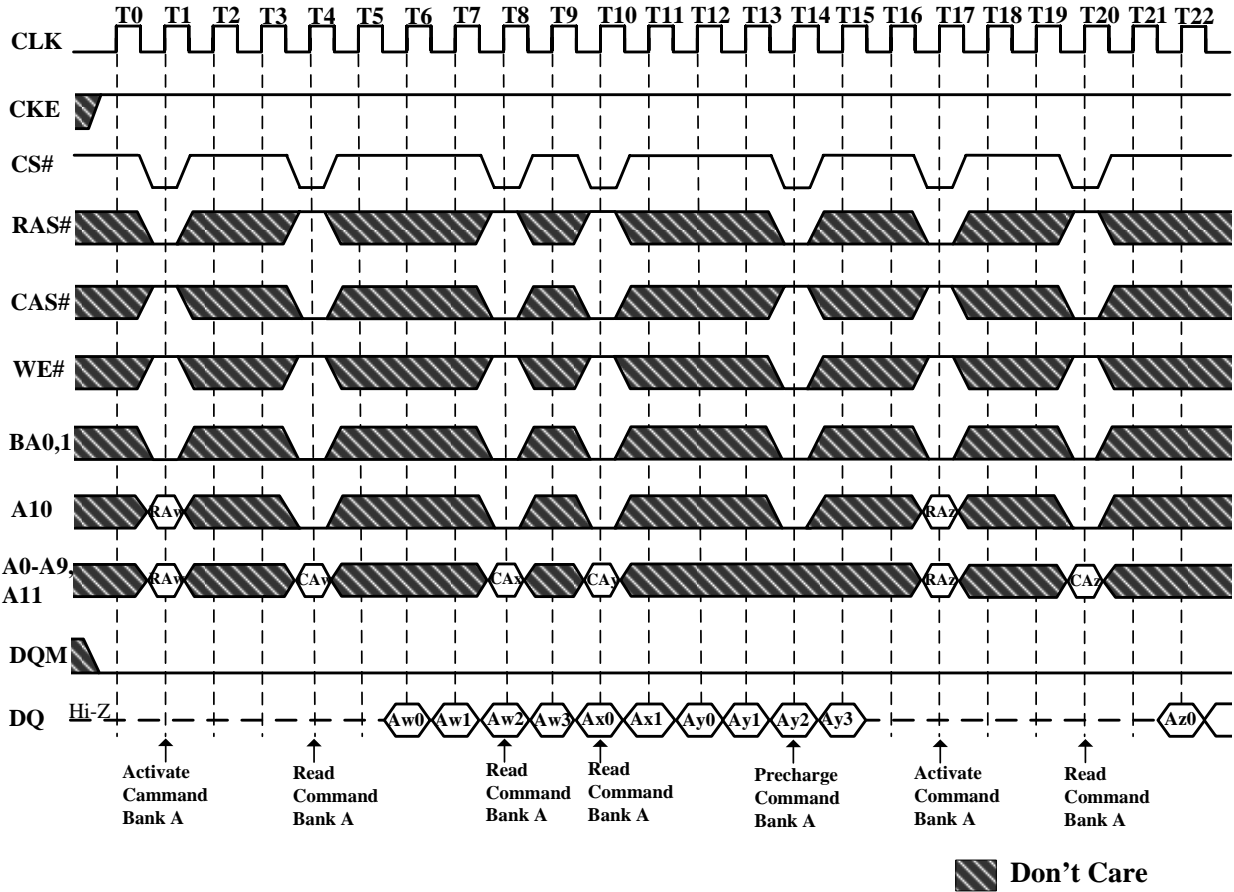 T0 T1 T2 T3 T4 T5 T6 T7 T8 T9 T10 T11 T12 T13 T14 T15 T16 T17 T18 T19 T20 T21 T22
CLK
CKE
CS#
RAS#
CAS#
WE#
BA0,1
A10 RAw RAz
A0-A9,
A11
RAw CAw CAx CAy RAz CAz
DQM
DQ Hi-Z Aw0 Aw1 Aw2 Aw3 Ax0 Ax1 Ay0 Ay1 Ay2 Ay3 Az0
Activate
Cammand
Bank A
Read
Command
Bank A
Read
Command
Bank A
Read
Command
Bank A
Precharge
Command
Bank A
Activate
Command
Bank A
Read
Command
Bank A
Don't Care